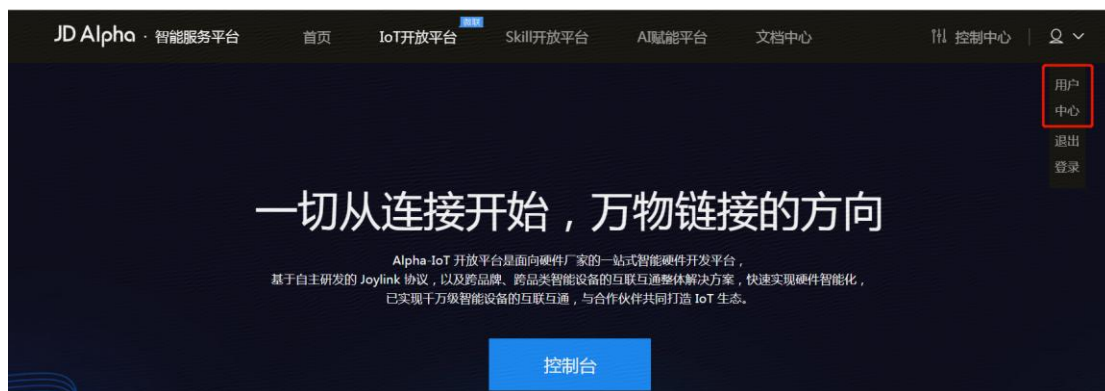 JD Alpha · 智能服务平台 首页 IoT开放平台 Skill开放平台 AI赋能平台 文档中心 控制中心
用户
中心
退出
登录
一切从连接开始，万物链接的方向
Alpha-IoT 开放平台是面向硬件厂家的一站式智能硬件开发平台，
基于自主研发的 Joylink 协议，以及跨品牌、跨品类智能设备的互联互通整体解决方案，快速实现硬件智能化，
已实现千万级智能设备的互联互通，与合作伙伴共同打造 IoT 生态。
控制台